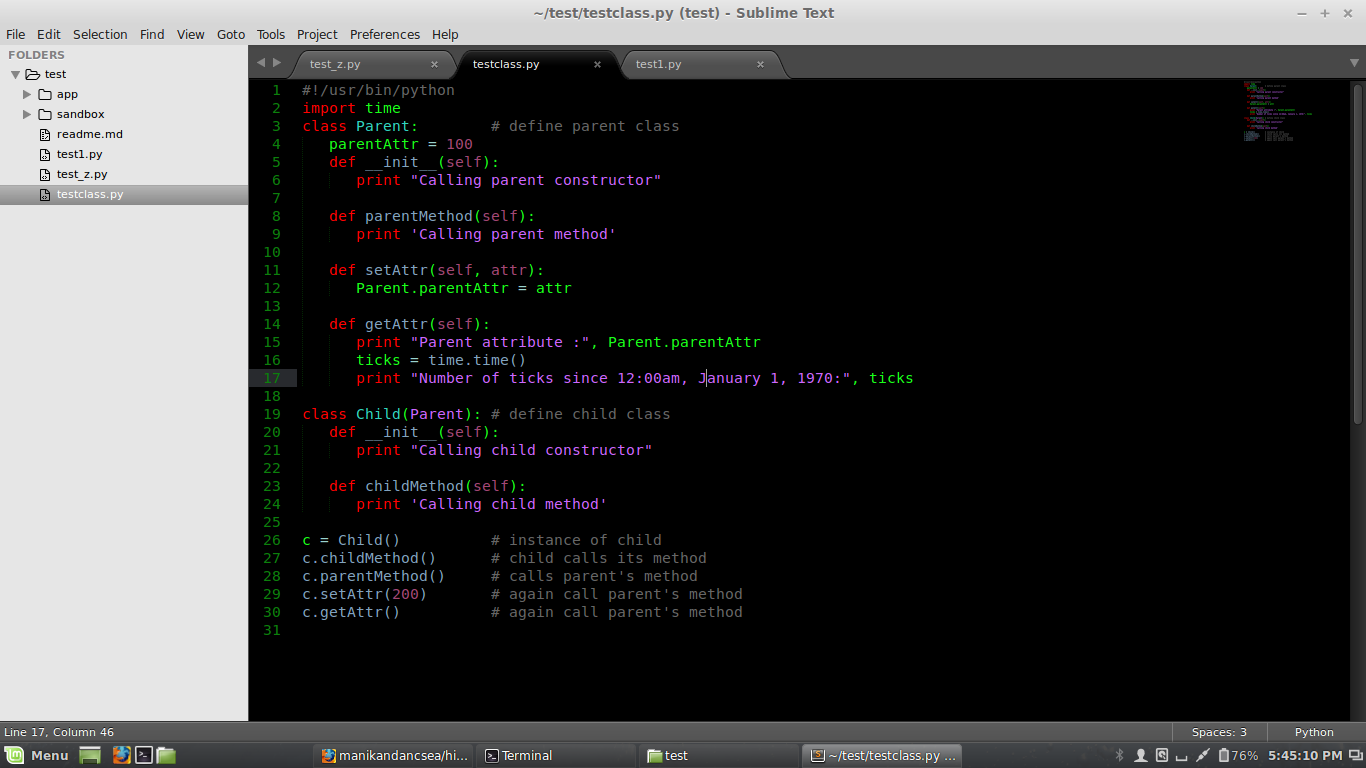 ~/test/testclass.py (test) - Sublime Text
File Edit Selection Find View Goto Tools Project Preferences Help
FOLDERS
test
app
sandbox
readme.md
test1.py
test_z.py
testclass.py
test_z.py × testclass.py × test1.py ×
1 #!/usr/bin/python
2 import time
3 class Parent:        # define parent class
4    parentAttr = 100
5    def __init__(self):
6       print "Calling parent constructor"
7
8    def parentMethod(self):
9       print 'Calling parent method'
10
11    def setAttr(self, attr):
12       Parent.parentAttr = attr
13
14    def getAttr(self):
15       print "Parent attribute :", Parent.parentAttr
16       ticks = time.time()
17       print "Number of ticks since 12:00am, January 1, 1970:", ticks
18
19 class Child(Parent): # define child class
20    def __init__(self):
21       print "Calling child constructor"
22
23    def childMethod(self):
24       print 'Calling child method'
25
26 c = Child()          # instance of child
27 c.childMethod()      # child calls its method
28 c.parentMethod()     # calls parent's method
29 c.setAttr(200)       # again call parent's method
30 c.getAttr()          # again call parent's method
31
Line 17, Column 46 Spaces: 3 Python
Menu manikandancsea/hi... Terminal test ~/test/testclass.py ... 76% 5:45:10 PM